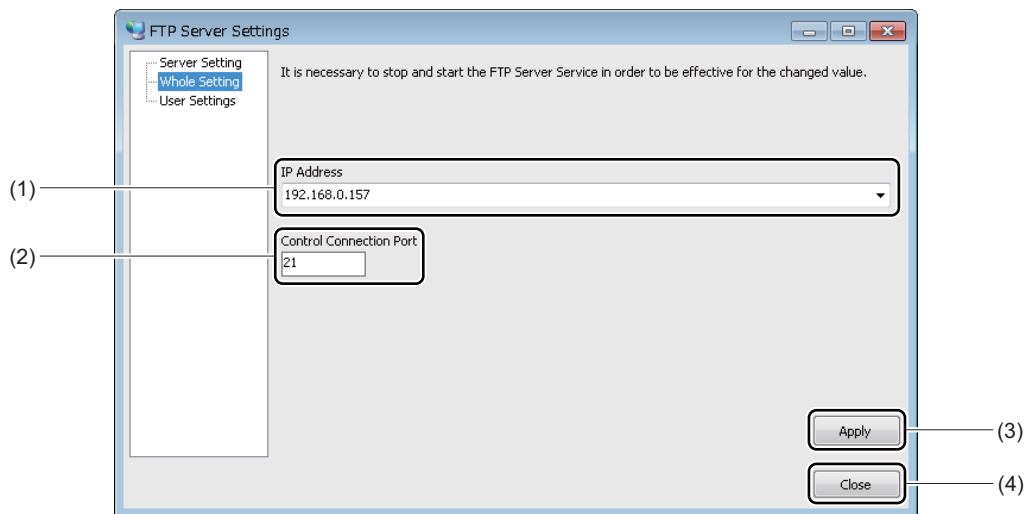 FTP Server Settings
Server Setting
Whole Setting
User Settings
It is necessary to stop and start the FTP Server Service in order to be effective for the changed value.
(1)
IP Address
192.168.0.157
(2)
Control Connection Port
21
Apply
(3)
Close
(4)